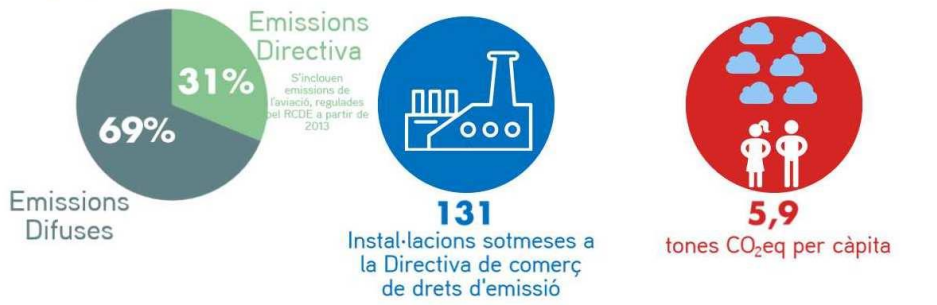 Emissions
Directiva
S'inclouen
emissions de
l'aviació, regulades
pel RCDE a partir de
2013
31%
69%
Emissions
Difuses
131
Instal·lacions sotmeses a
la Directiva de comerç
de drets d'emissió
5,9
tones CO₂eq per càpita